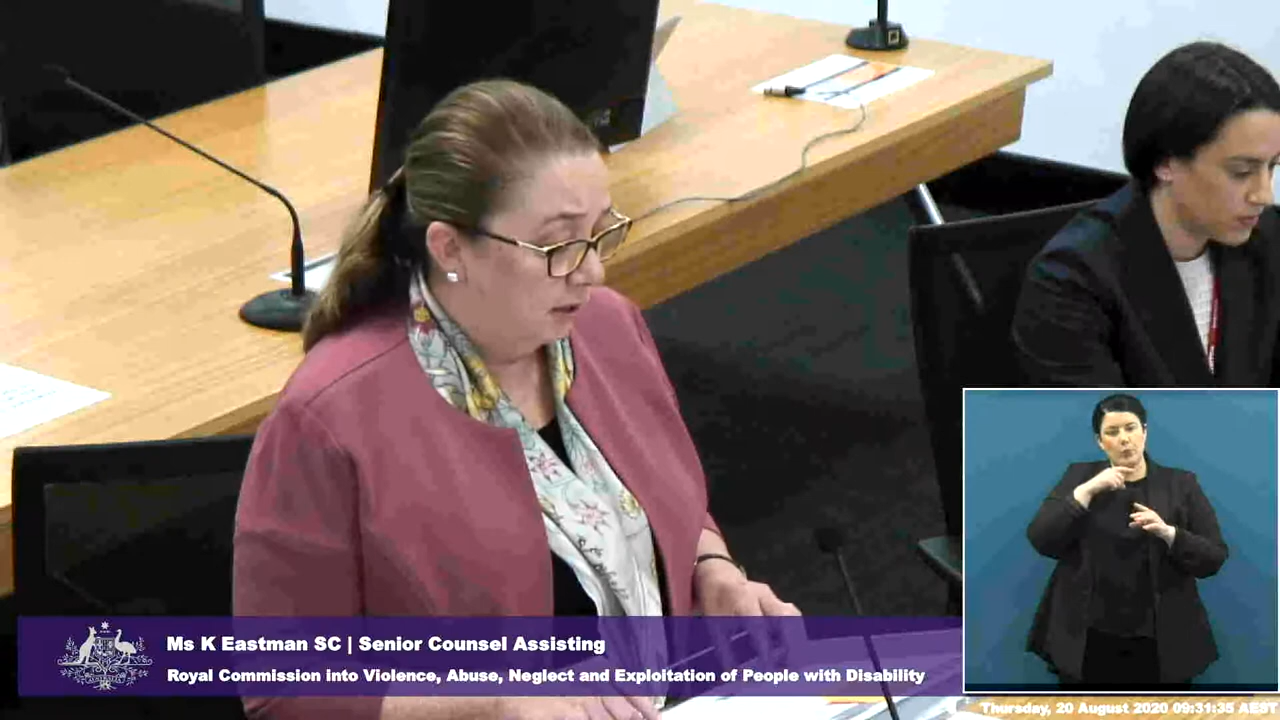 Ms K Eastman SC | Senior Counsel Assisting
Royal Commission into Violence, Abuse, Neglect and Exploitation of People with Disability
Thursday, 20 August 2020 09:31:35 AEST